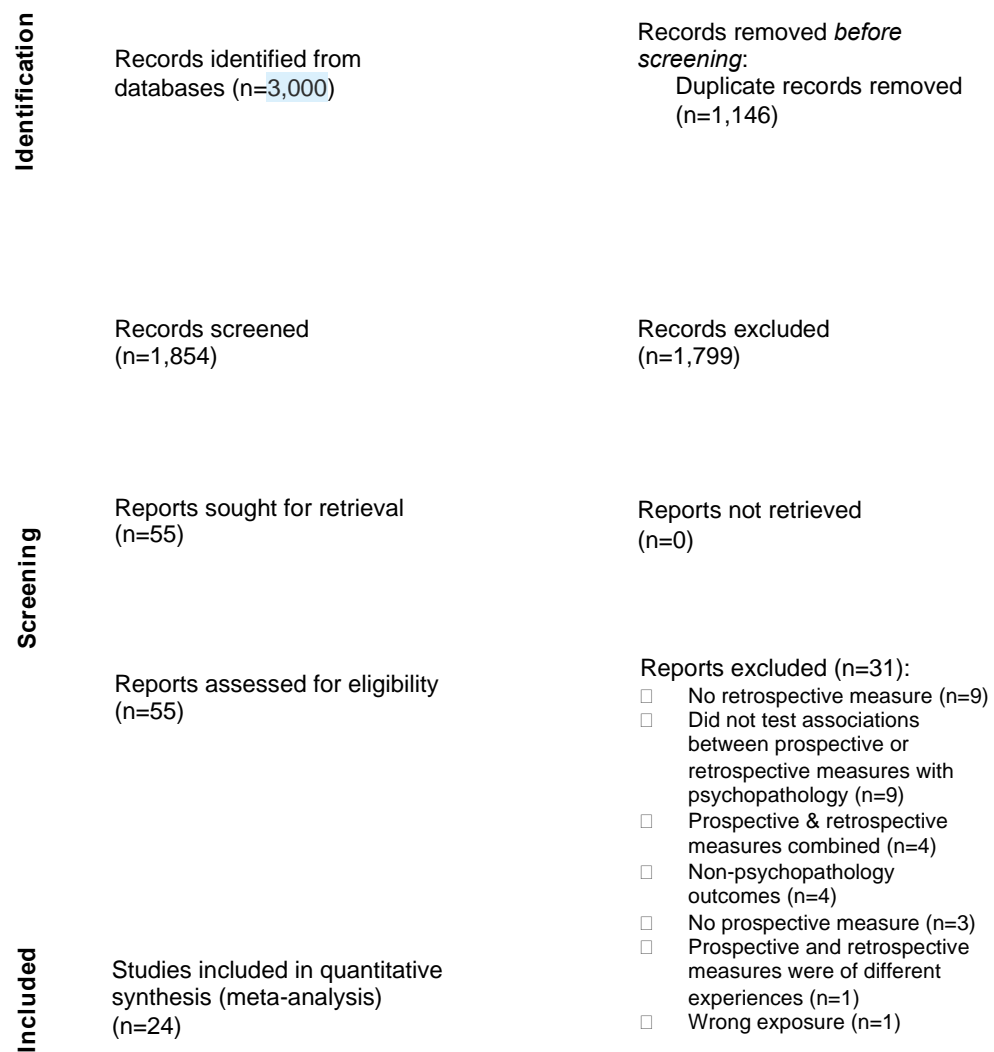 Identification
Records identified from
databases (n=3,000)
Records removed before
screening:
Duplicate records removed
(n=1,146)
Screening
Records screened
(n=1,854)
Records excluded
(n=1,799)
Reports sought for retrieval
(n=55)
Reports not retrieved
(n=0)
Reports assessed for eligibility
(n=55)
Reports excluded (n=31):
No retrospective measure (n=9)
Did not test associations
between prospective or
retrospective measures with
psychopathology (n=9)
Prospective & retrospective
measures combined (n=4)
Non-psychopathology
outcomes (n=4)
No prospective measure (n=3)
Prospective and retrospective
measures were of different
experiences (n=1)
Wrong exposure (n=1)
Included
Studies included in quantitative
synthesis (meta-analysis)
(n=24)